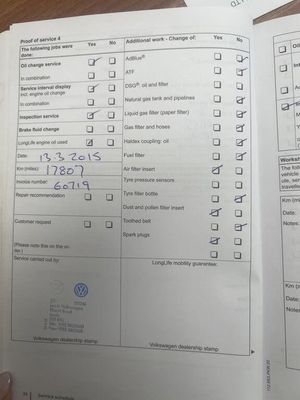 Proof of service 4
The following jobs were done:
Yes
No
Oil change service
In combination
Service interval display
incl. engine oil change
In combination
Inspection service
Brake fluid change
LongLife engine oil used
Date:
13.3.2015
Km (miles):
17807
Invoice number:
60719
Repair recommendation
Customer request
(Please note this on the
Service carried out by:
Volkswagen dealership stamp
Additional work - Change of:
Yes
No
AdBlue®
ATF
DSG®: oil and filter
Natural gas tank and pipelines
Liquid gas filter (paper filter)
Gas filter and hoses
Haldex coupling: oil
Fuel filter
Air filter insert
Tyre pressure sensors
Tyre filler bottle
Dust and pollen filter insert
Toothed belt
Spark plugs
LongLife mobility guarantee:
Volkswagen dealership stamp
Service schedule